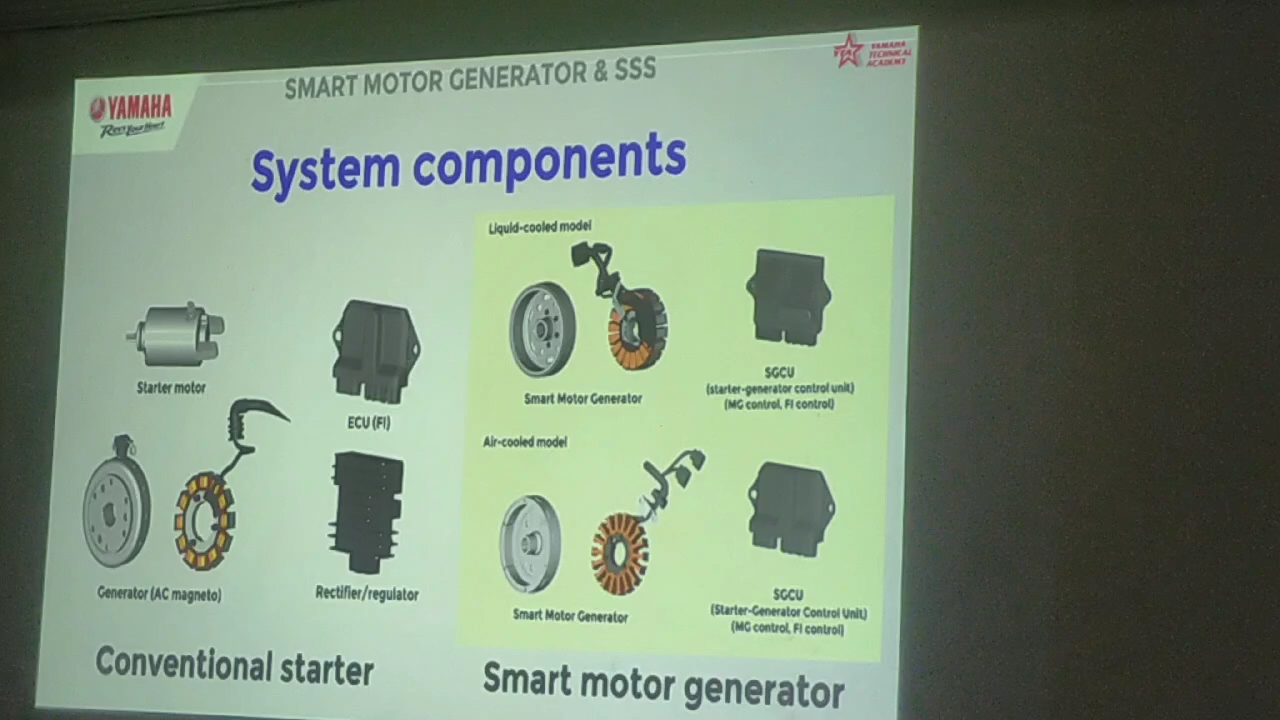 SMART MOTOR GENERATOR & SSS
YAMAHA
Revs Your Heart
YAMAHA
TECHNICAL
ACADEMY
System components
Starter motor
ECU (FI)
Generator (AC magneto)
Rectifier/regulator
Conventional starter
Liquid-cooled model
Smart Motor Generator
SGCU
(starter-generator control unit)
(MG control, FI control)
Air-cooled model
Smart Motor Generator
SGCU
(Starter-Generator Control Unit)
(MG control, FI control)
Smart motor generator